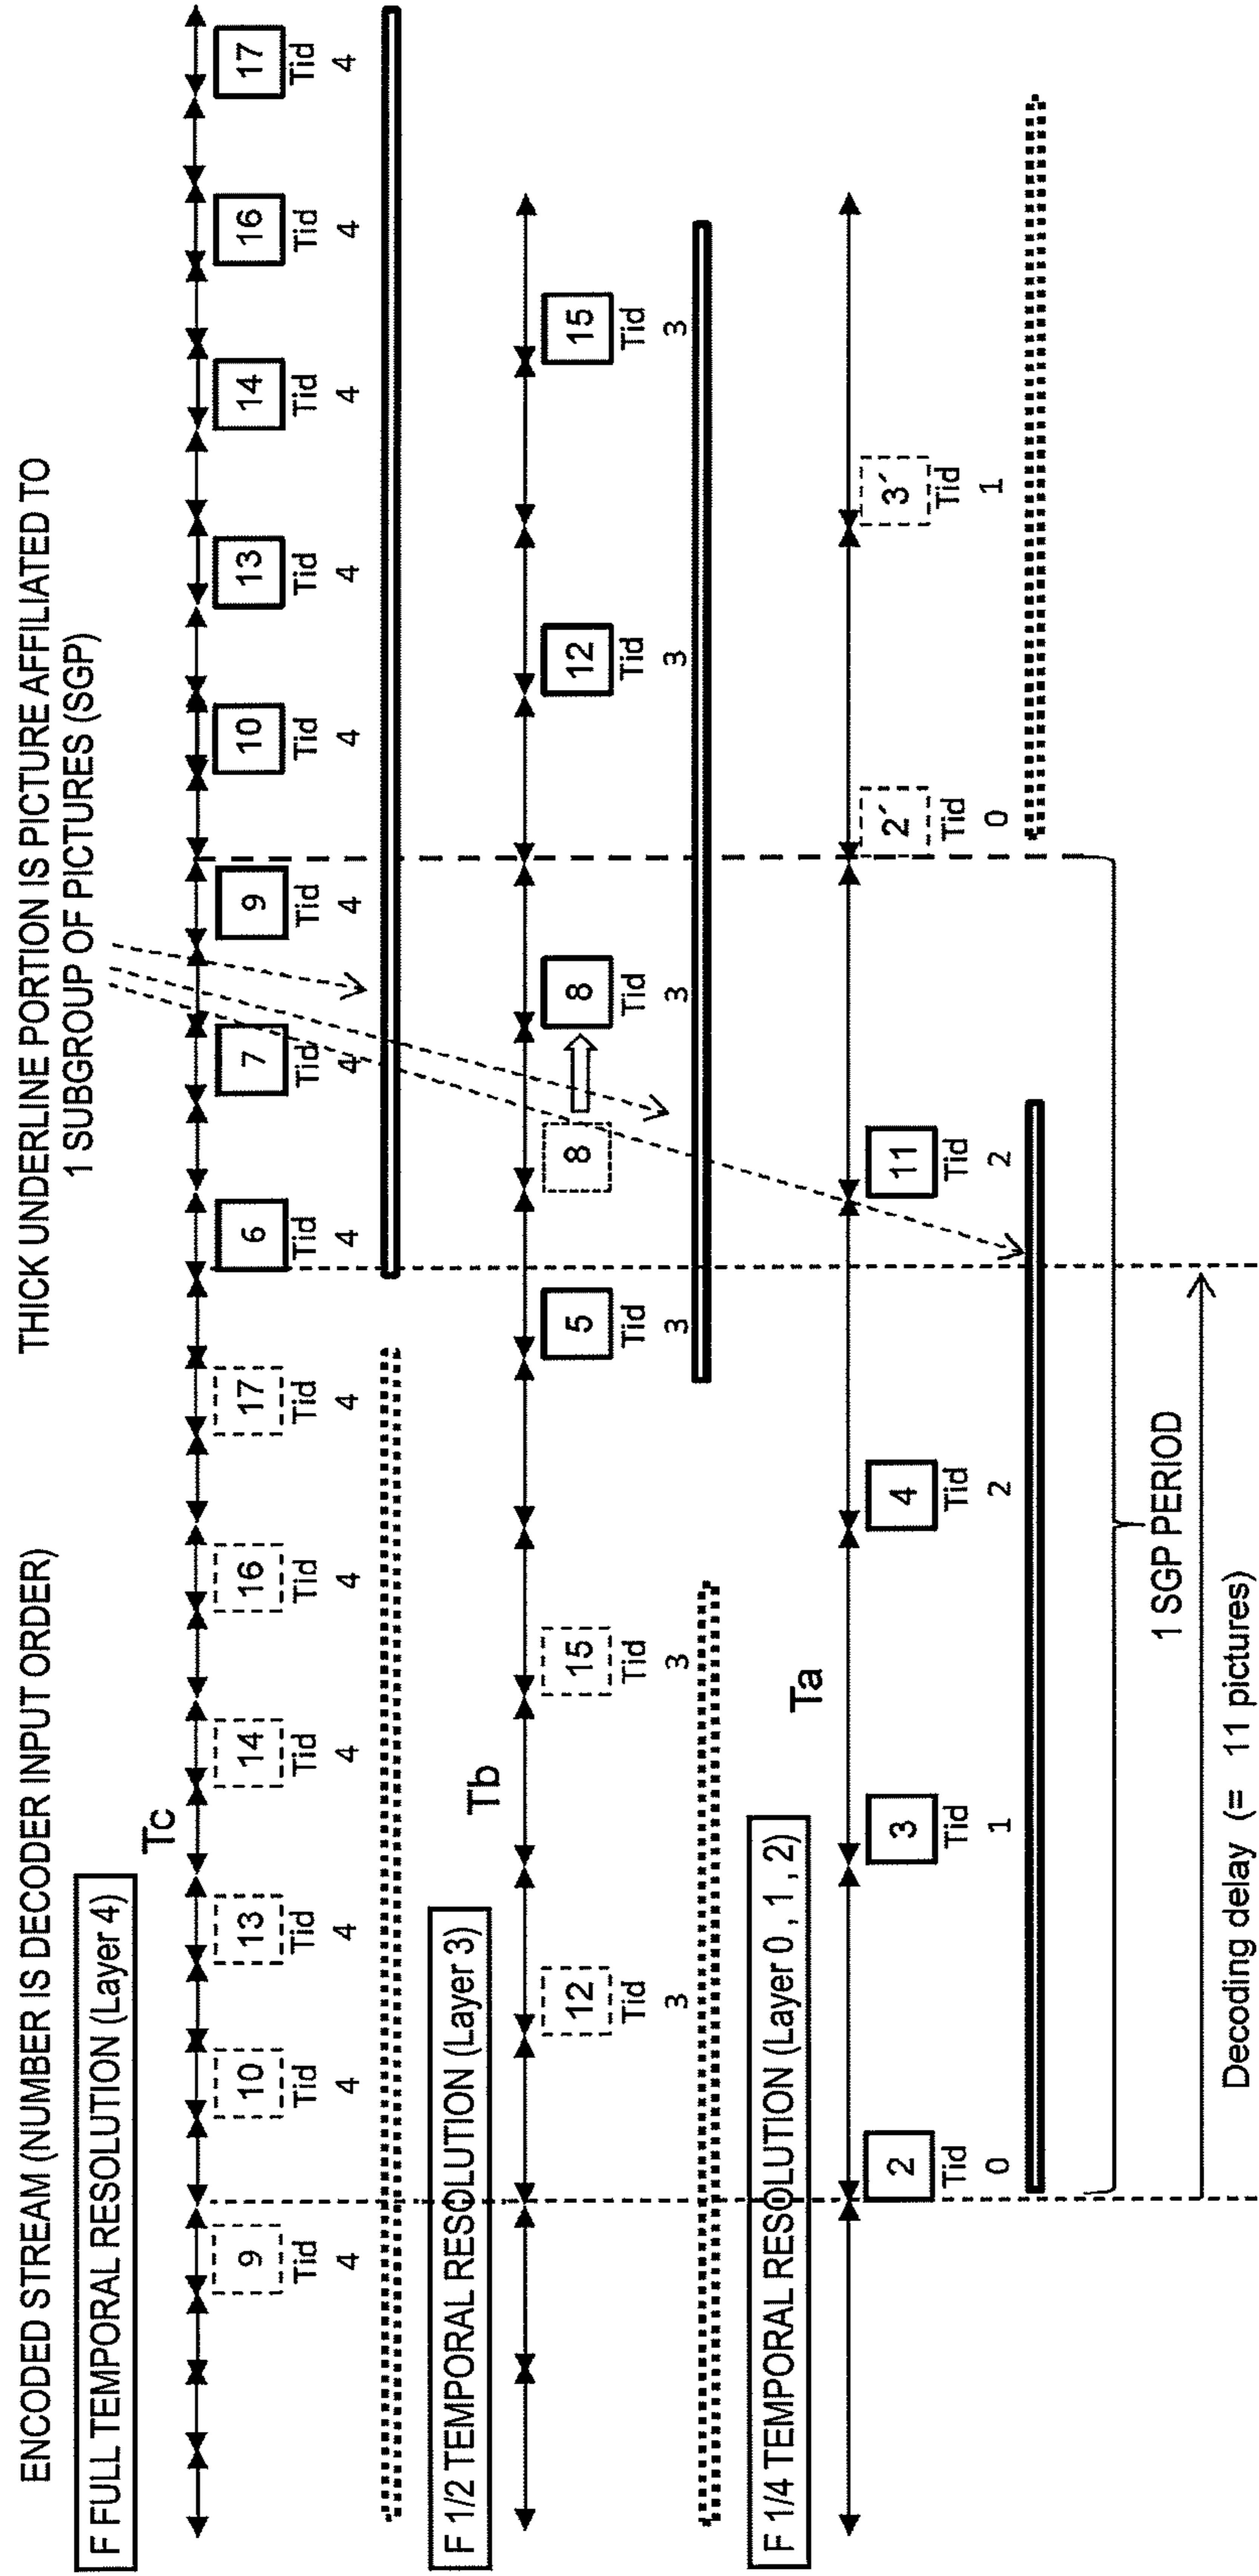 ENCODED STREAM (NUMBER IS DECODER INPUT ORDER)
THICK UNDERLINE PORTION IS PICTURE AFFILIATED TO
1 SUBGROUP OF PICTURES (SGP)
F FULL TEMPORAL RESOLUTION (Layer 4)
Tc
9 10 13 14 16 17 6 7 9 10 13 14 16 17
Tid Tid Tid Tid Tid Tid Tid Tid Tid Tid Tid Tid Tid Tid
4 4 4 4 4 4 4 4 4 4 4 4 4 4
F 1/2 TEMPORAL RESOLUTION (Layer 3)
Tb
12 15 5 8 8 12 15
Tid Tid Tid Tid Tid Tid
3 3 3 3 3 3
F 1/4 TEMPORAL RESOLUTION (Layer 0, 1, 2)
Ta
2 3 4 11 2´ 3´
Tid Tid Tid Tid Tid Tid
0 1 2 2 0 1
1 SGP PERIOD
Decoding delay (= 11 pictures)